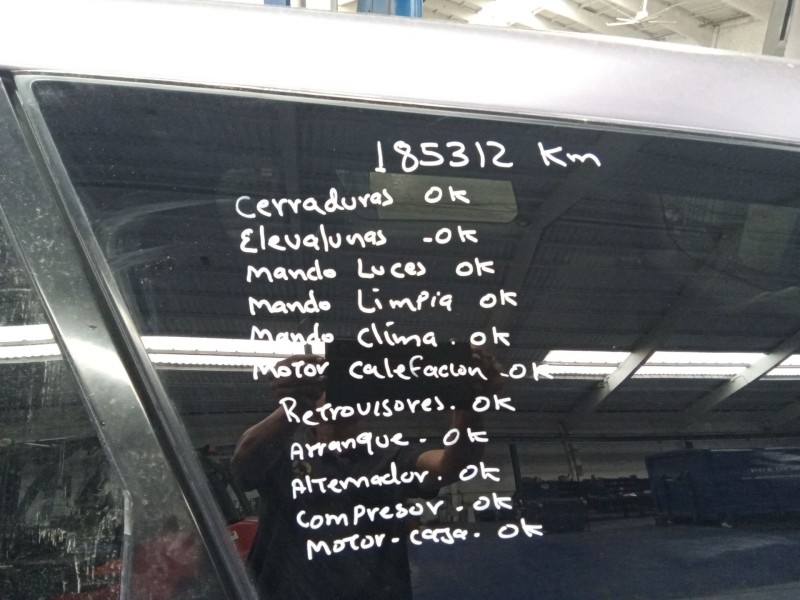 185312 Km
Cerraduras OK
Elevalunas -OK
Mando Luces OK
Mando Limpia OK
Mando Clima. OK
Motor Calefacion -OK
Retrovisores. OK
Arranque. OK
Alternador. OK
Compresor. OK
Motor-caja. OK